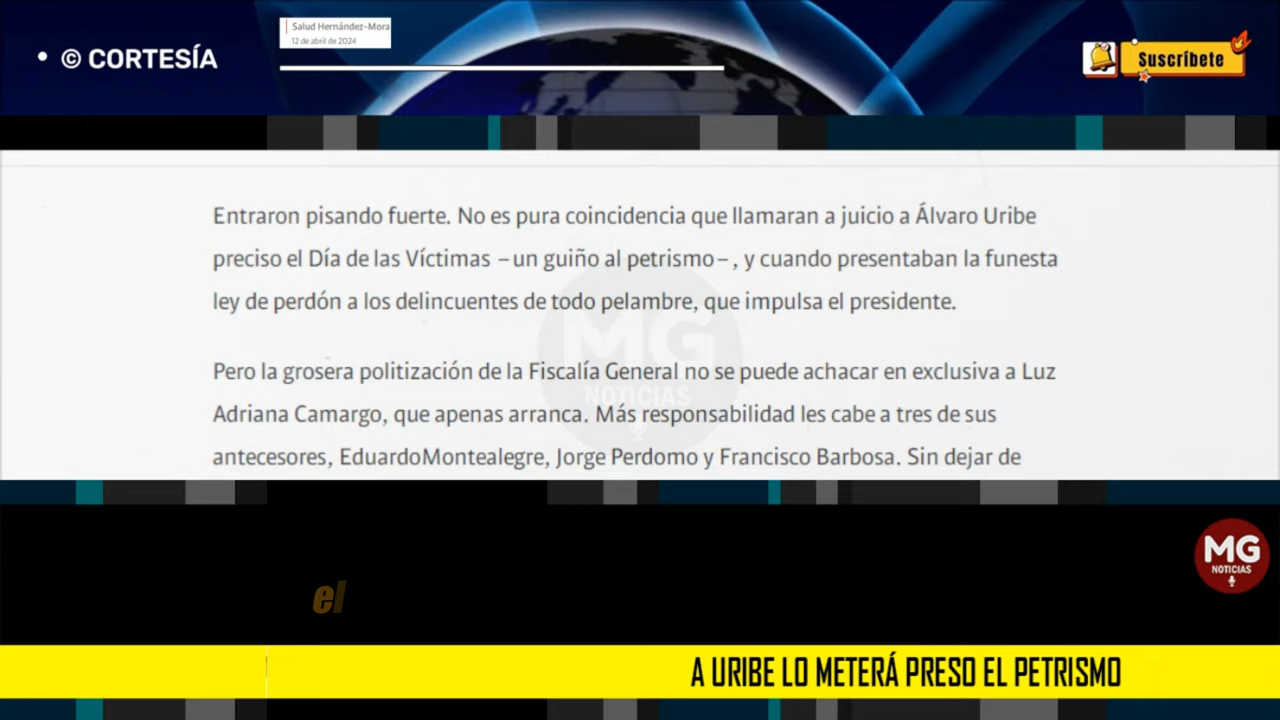 Salud Hernández-Mora
12 de abril de 2024
• © CORTESÍA
Suscríbete
Entraron pisando fuerte. No es pura coincidencia que llamaran a juicio a Álvaro Uribe
preciso el Día de las Víctimas –un guiño al petrismo– , y cuando presentaban la funesta
ley de perdón a los delincuentes de todo pelambre, que impulsa el presidente.
Pero la grosera politización de la Fiscalía General no se puede achacar en exclusiva a Luz
Adriana Camargo, que apenas arranca. Más responsabilidad les cabe a tres de sus
antecesores, EduardoMontealegre, Jorge Perdomo y Francisco Barbosa. Sin dejar de
MG
NOTICIAS
MG
NOTICIAS
el
A URIBE LO METERÁ PRESO EL PETRISMO